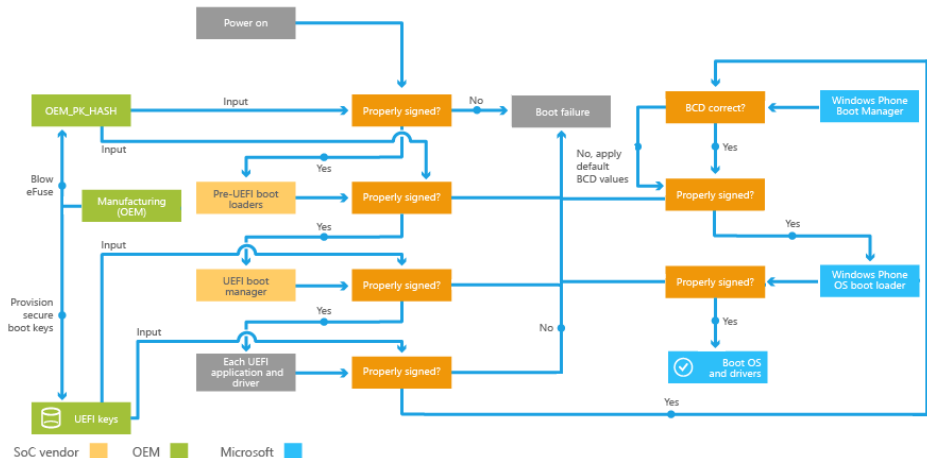 Power on
OEM_PK_HASH
Input
Properly signed?
No
Boot failure
BCD correct?
Windows Phone
Boot Manager
Input
Yes
No, apply
default
BCD values
Yes
Blow
eFuse
Manufacturing
(OEM)
Pre-UEFI boot
loaders
Properly signed?
Properly signed?
Yes
Yes
Input
UEFI boot
manager
Properly signed?
Properly signed?
Windows Phone
OS boot loader
Provision
secure
boot keys
Yes
Input
No
Yes
Each UEFI
application and
driver
Properly signed?
Boot OS
and drivers
Yes
UEFI keys
SoC vendor
OEM
Microsoft